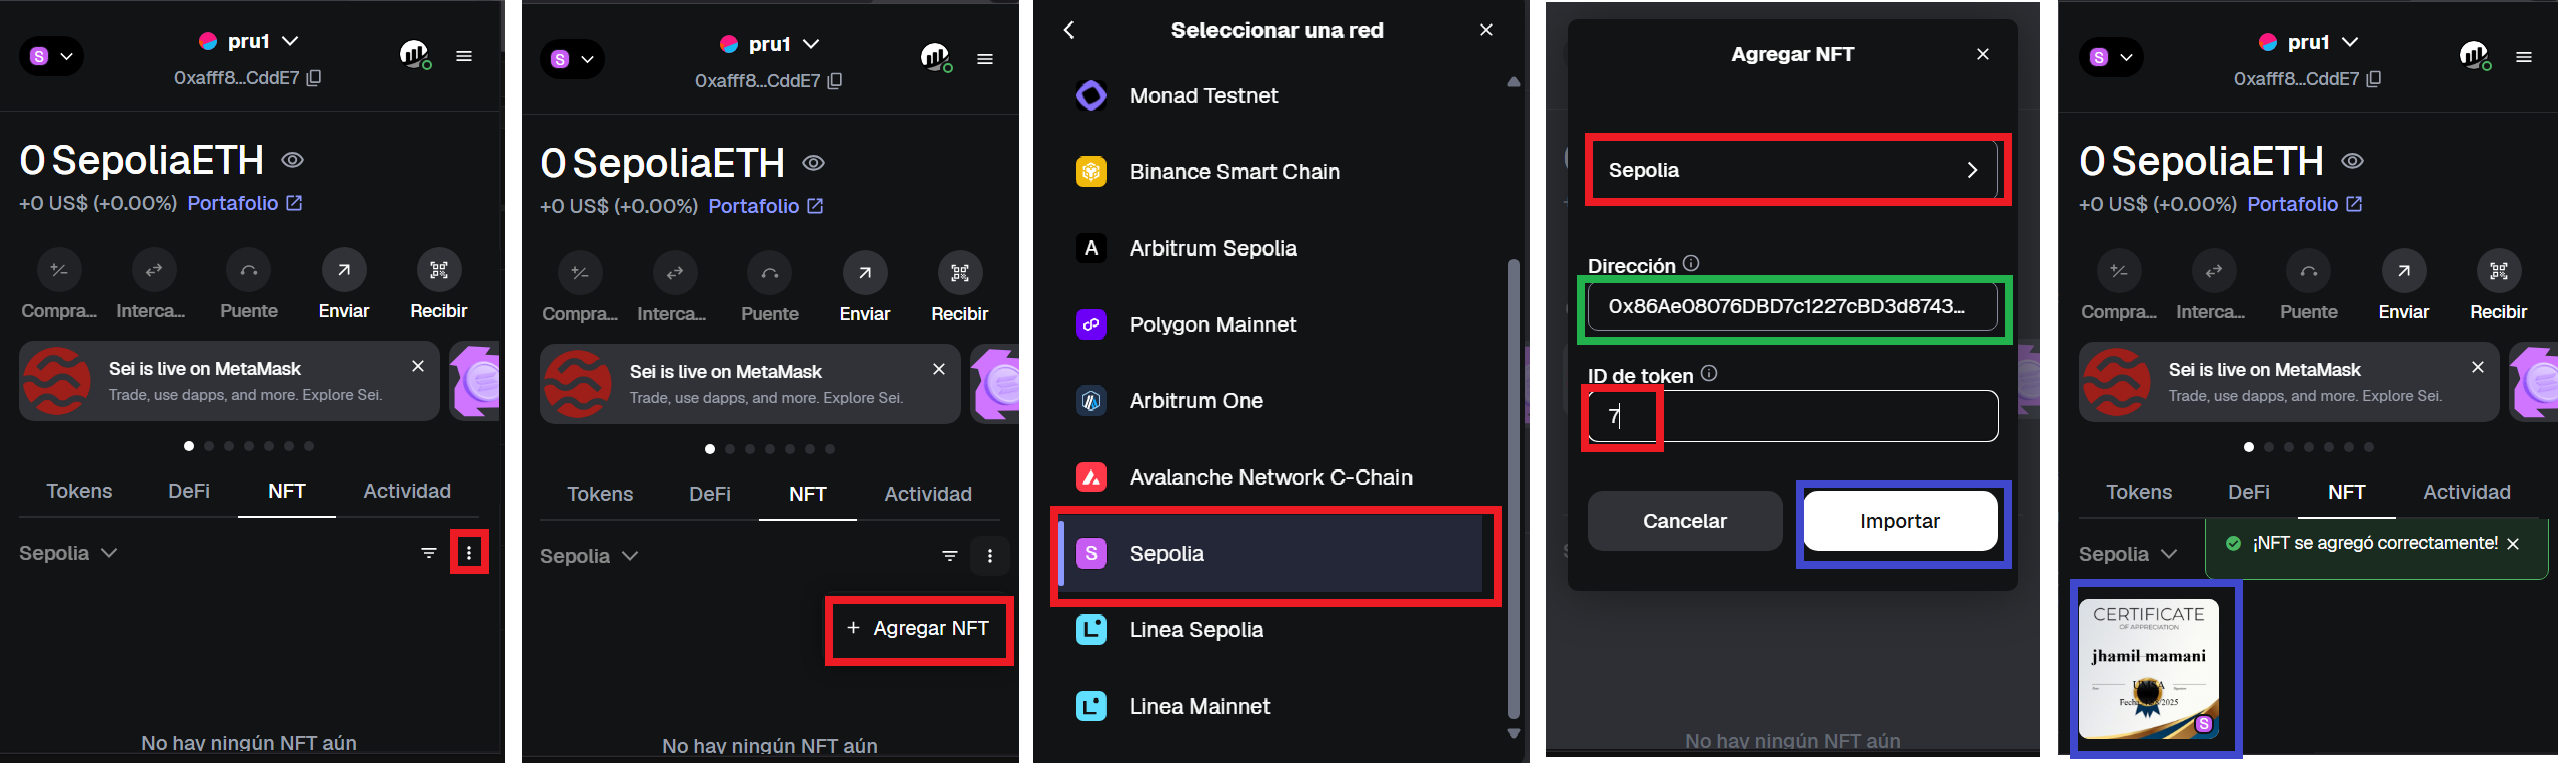 S
pru1
0xafff8...CddE7
0 SepoliaETH
+0 US$ (+0.00%) Portafolio
Compra... Interca... Puente Enviar Recibir
Sei is live on MetaMask
Trade, use dapps, and more. Explore Sei.
Tokens DeFi NFT Actividad
Sepolia
No hay ningún NFT aún
S
pru1
0xafff8...CddE7
0 SepoliaETH
+0 US$ (+0.00%) Portafolio
Compra... Interca... Puente Enviar Recibir
Sei is live on MetaMask
Trade, use dapps, and more. Explore Sei.
Tokens DeFi NFT Actividad
Sepolia
+ Agregar NFT
No hay ningún NFT aún
Seleccionar una red
Monad Testnet
Binance Smart Chain
A Arbitrum Sepolia
Polygon Mainnet
Arbitrum One
Avalanche Network C-Chain
S Sepolia
L Linea Sepolia
L Linea Mainnet
Agregar NFT
Sepolia
Dirección
0x86Ae08076DBD7c1227cBD3d8743...
ID de token
7
Cancelar Importar
No hay ningún NFT aún
S
pru1
0xafff8...CddE7
0 SepoliaETH
+0 US$ (+0.00%) Portafolio
Compra... Interca... Puente Enviar Recibir
Sei is live on MetaMask
Trade, use dapps, and more. Explore Sei.
Tokens DeFi NFT Actividad
Sepolia
¡NFT se agregó correctamente!
CERTIFICATE
OF APPRECIATION
jhamil mamani
UMSA
S